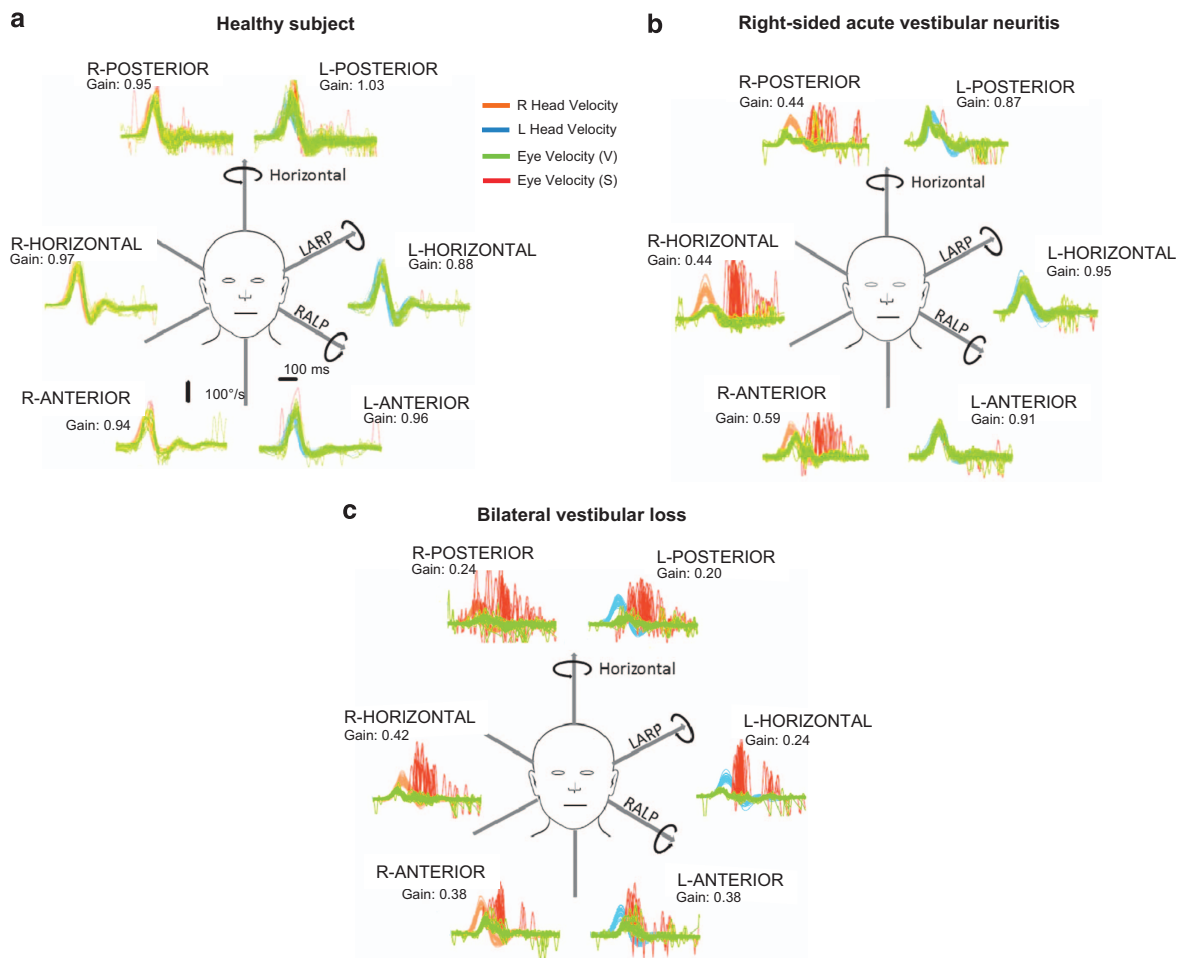 a
Healthy subject
R-POSTERIOR
Gain: 0.95
L-POSTERIOR
Gain: 1.03
R Head Velocity
L Head Velocity
Eye Velocity (V)
Eye Velocity (S)
Horizontal
R-HORIZONTAL
Gain: 0.97
LARP
L-HORIZONTAL
Gain: 0.88
RALP
100 ms
100°/s
R-ANTERIOR
Gain: 0.94
L-ANTERIOR
Gain: 0.96
b
Right-sided acute vestibular neuritis
R-POSTERIOR
Gain: 0.44
L-POSTERIOR
Gain: 0.87
Horizontal
R-HORIZONTAL
Gain: 0.44
LARP
L-HORIZONTAL
Gain: 0.95
RALP
R-ANTERIOR
Gain: 0.59
L-ANTERIOR
Gain: 0.91
c
Bilateral vestibular loss
R-POSTERIOR
Gain: 0.24
L-POSTERIOR
Gain: 0.20
Horizontal
R-HORIZONTAL
Gain: 0.42
LARP
L-HORIZONTAL
Gain: 0.24
RALP
R-ANTERIOR
Gain: 0.38
L-ANTERIOR
Gain: 0.38